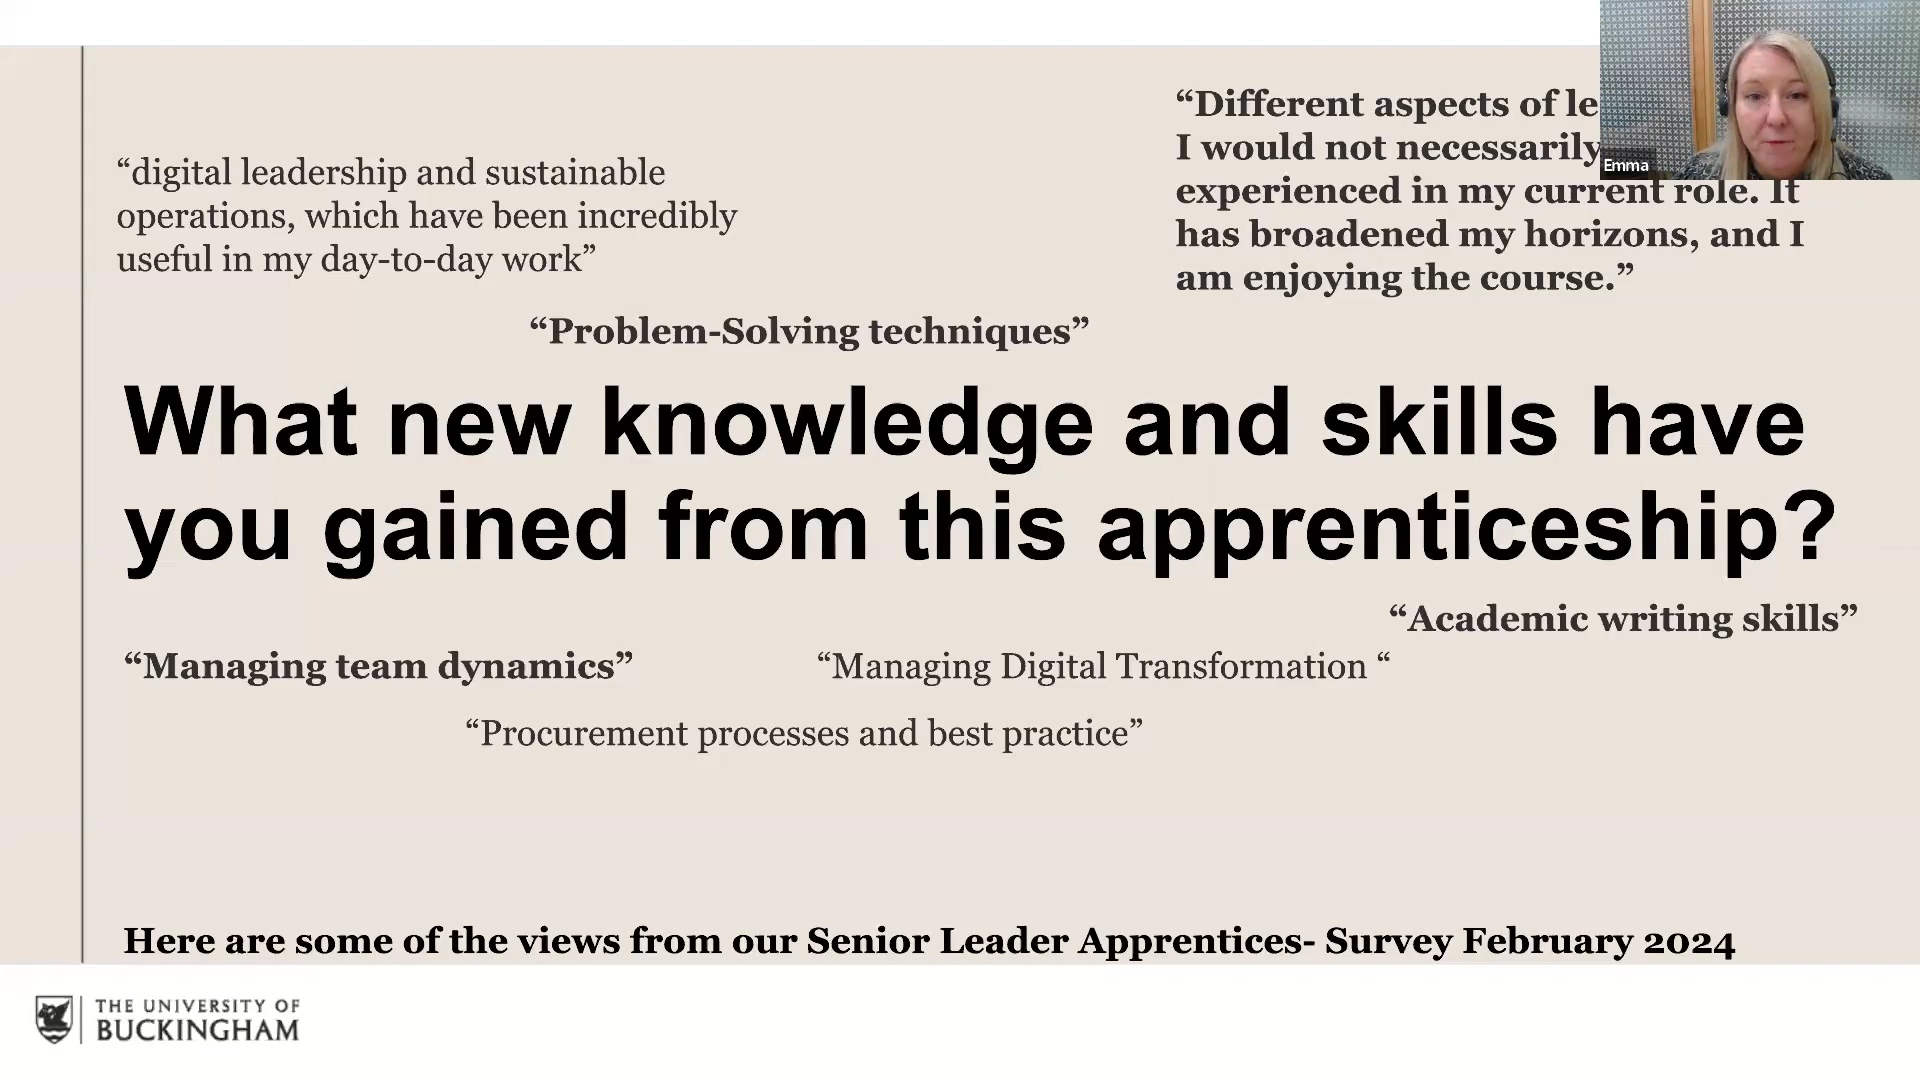 “Different aspects of le
I would not necessarily
Emma
experienced in my current role. It
has broadened my horizons, and I
am enjoying the course.”
“digital leadership and sustainable
operations, which have been incredibly
useful in my day-to-day work”
“Problem-Solving techniques”
What new knowledge and skills have
you gained from this apprenticeship?
“Academic writing skills”
“Managing team dynamics”
“Managing Digital Transformation “
“Procurement processes and best practice”
Here are some of the views from our Senior Leader Apprentices- Survey February 2024
THE UNIVERSITY OF
BUCKINGHAM